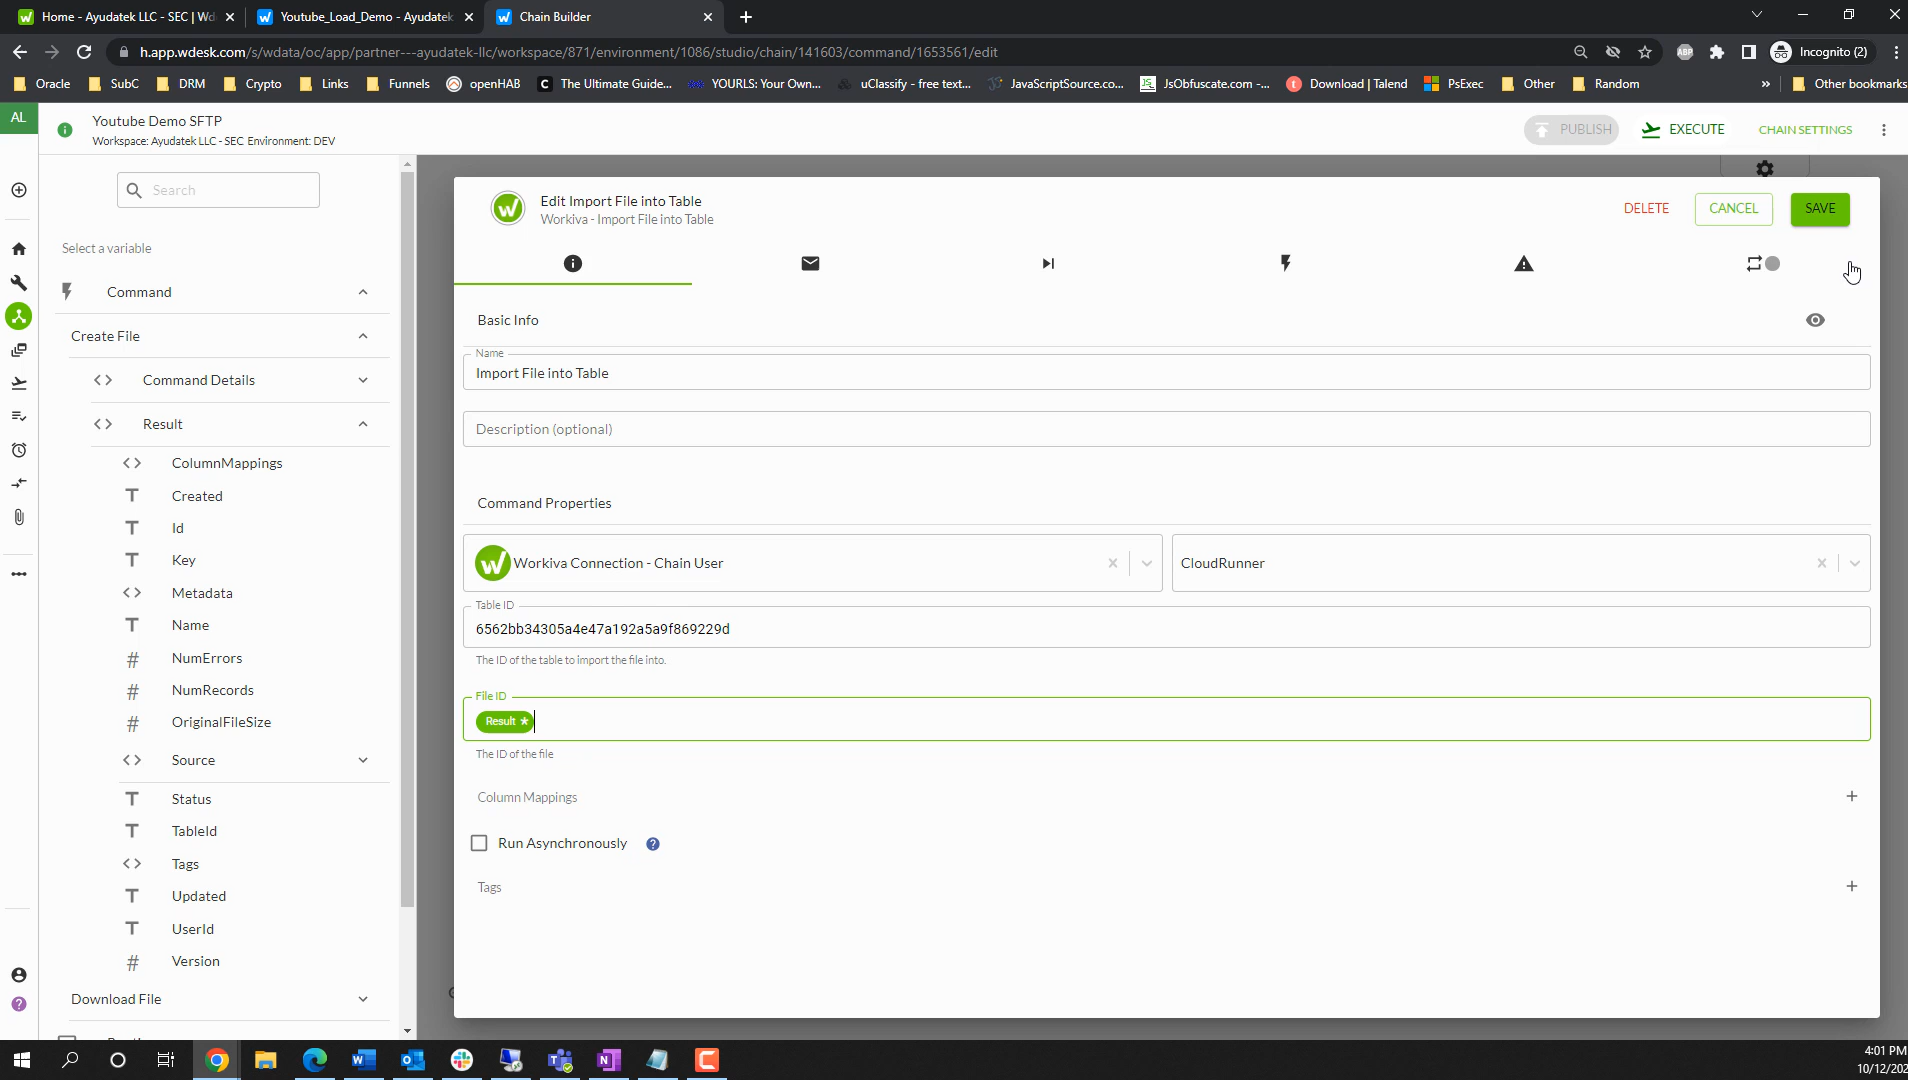 Home - Ayudatek LLC - SEC | Wd
Youtube_Load_Demo - Ayudatek
Chain Builder
h.app.wdesk.com/s/wdata/oc/app/partner---ayudatek-llc/workspace/871/environment/1086/studio/chain/141603/command/1653561/edit
Incognito (2)
Oracle
SubC
DRM
Crypto
Links
Funnels
openHAB
The Ultimate Guide...
YOURLS: Your Own...
uClassify - free text...
JavaScriptSource.co...
JsObfuscate.com -...
Download | Talend
PsExec
Other
Random
»
Other bookmarks
AL
Youtube Demo SFTP
Workspace: Ayudatek LLC - SEC Environment: DEV
PUBLISH
EXECUTE
CHAIN SETTINGS
Search
Select a variable
Command
Create File
Command Details
Result
ColumnMappings
Created
Id
Key
Metadata
Name
NumErrors
NumRecords
OriginalFileSize
Source
Status
TableId
Tags
Updated
UserId
Version
Download File
Edit Import File into Table
Workiva - Import File into Table
DELETE
CANCEL
SAVE
Basic Info
Name
Import File into Table
Description (optional)
Command Properties
Workiva Connection - Chain User
CloudRunner
Table ID
6562bb34305a4e47a192a5a9f869229d
The ID of the table to import the file into.
File ID
Result *
The ID of the file
Column Mappings
Run Asynchronously
Tags
4:01 PM
10/12/202